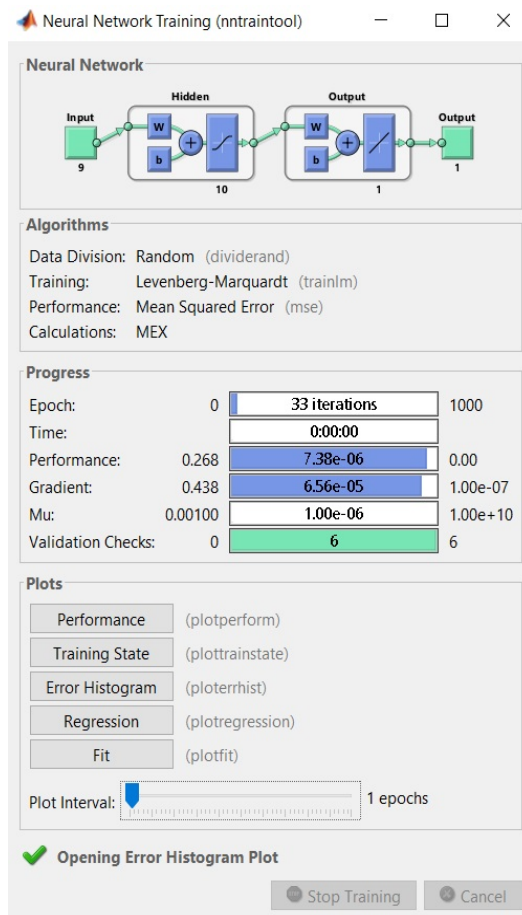 Neural Network Training (nntraintool)
Neural Network
Hidden Output
Input Output
W W
+ +
b b
9 1
10 1
Algorithms
Data Division: Random (dividerand)
Training: Levenberg-Marquardt (trainlm)
Performance: Mean Squared Error (mse)
Calculations: MEX
Progress
Epoch: 0 33 iterations 1000
Time: 0:00:00
Performance: 0.268 7.38e-06 0.00
Gradient: 0.438 6.56e-05 1.00e-07
Mu: 0.00100 1.00e-06 1.00e+10
Validation Checks: 0 6 6
Plots
Performance (plotperform)
Training State (plottrainstate)
Error Histogram (ploterrhist)
Regression (plotregression)
Fit (plotfit)
Plot Interval: 1 epochs
Opening Error Histogram Plot
Stop Training Cancel